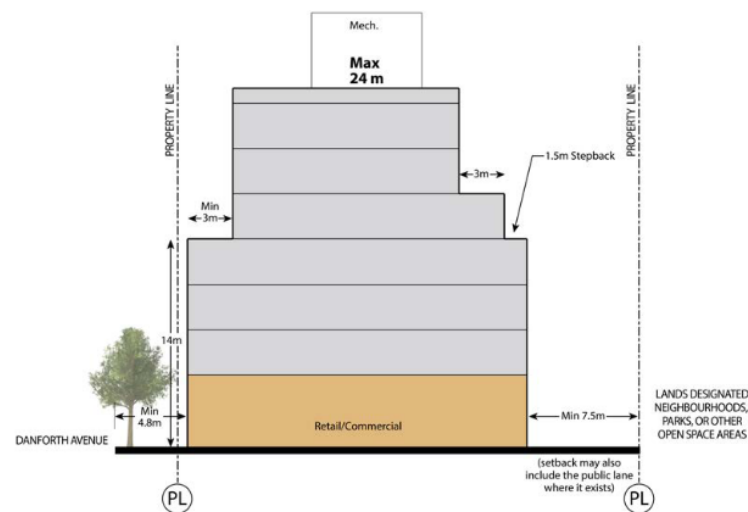 Mech.
Max
24 m
PROPERTY LINE
PROPERTY LINE
1.5m Stepback
3m
Min
3m
14m
Min
4.8m
Retail/Commercial
Min 7.5m
LANDS DESIGNATED
NEIGHBOURHOODS,
PARKS, OR OTHER
OPEN SPACE AREAS
DANFORTH AVENUE
(setback may also
include the public lane
where it exists)
PL
PL